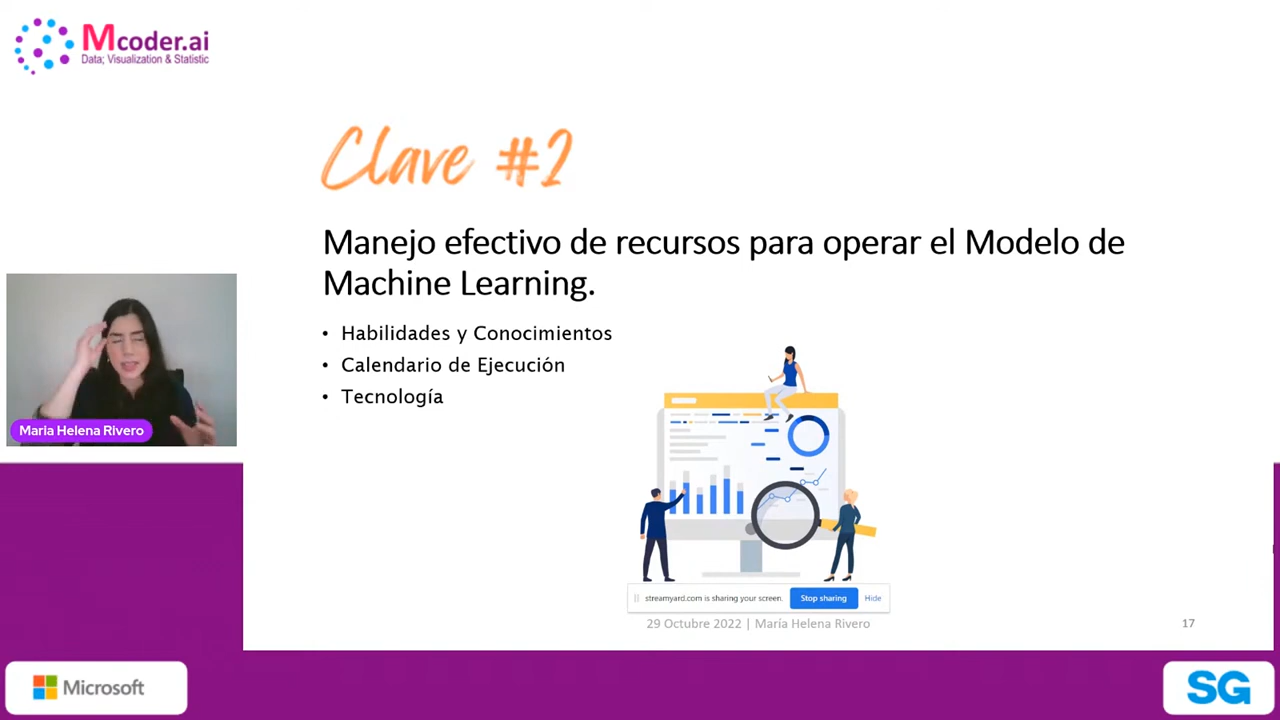 Mcoder.ai
Data; Visualization & Statistic
Clave #2
Manejo efectivo de recursos para operar el Modelo de
Machine Learning.
• Habilidades y Conocimientos
• Calendario de Ejecución
• Tecnología
Maria Helena Rivero
streamyard.com is sharing your screen.
Stop sharing
Hide
29 Octubre 2022 | María Helena Rivero
17
Microsoft
SG